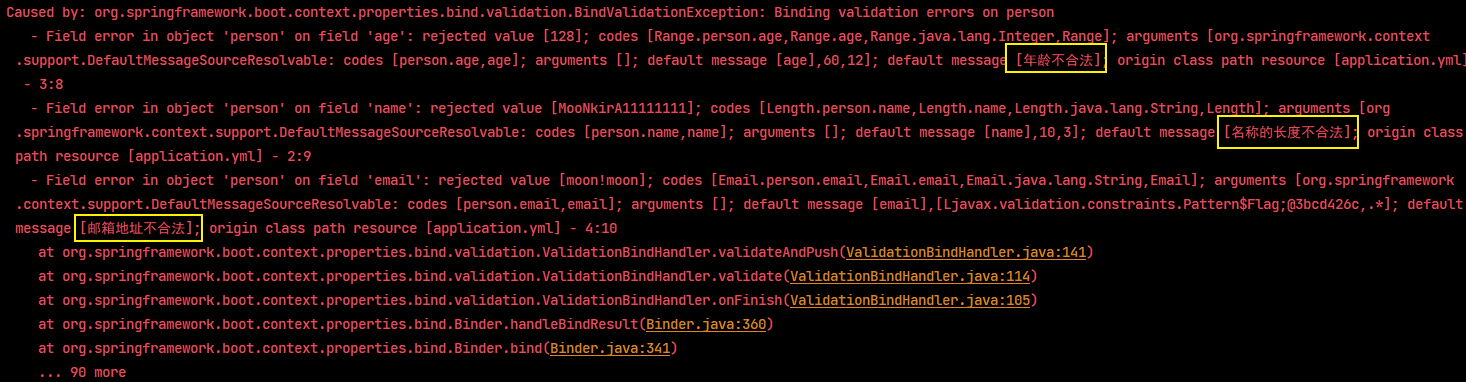 Caused by: org.springframework.boot.context.properties.bind.validation.BindValidationException: Binding validation errors on person
- Field error in object 'person' on field 'age': rejected value [128]; codes [Range.person.age,Range.age,Range.java.lang.Integer,Range]; arguments [org.springframework.context
.support.DefaultMessageSourceResolvable: codes [person.age,age]; arguments []; default message [age],60,12]; default message [年龄不合法]; origin class path resource [application.yml]
- 3:8
- Field error in object 'person' on field 'name': rejected value [MooNkirA11111111]; codes [Length.person.name,Length.name,Length.java.lang.String,Length]; arguments [org
.springframework.context.support.DefaultMessageSourceResolvable: codes [person.name,name]; arguments []; default message [name],10,3]; default message [名称的长度不合法]; origin class
path resource [application.yml] - 2:9
- Field error in object 'person' on field 'email': rejected value [moon!moon]; codes [Email.person.email,Email.email,Email.java.lang.String,Email]; arguments [org.springframework
.context.support.DefaultMessageSourceResolvable: codes [person.email,email]; arguments []; default message [email],[Ljavax.validation.constraints.Pattern$Flag;@3bcd426c,.*]; default
message [邮箱地址不合法]; origin class path resource [application.yml] - 4:10
at org.springframework.boot.context.properties.bind.validation.ValidationBindHandler.validateAndPush(ValidationBindHandler.java:141)
at org.springframework.boot.context.properties.bind.validation.ValidationBindHandler.validate(ValidationBindHandler.java:114)
at org.springframework.boot.context.properties.bind.validation.ValidationBindHandler.onFinish(ValidationBindHandler.java:105)
at org.springframework.boot.context.properties.bind.Binder.handleBindResult(Binder.java:360)
at org.springframework.boot.context.properties.bind.Binder.bind(Binder.java:341)
... 90 more